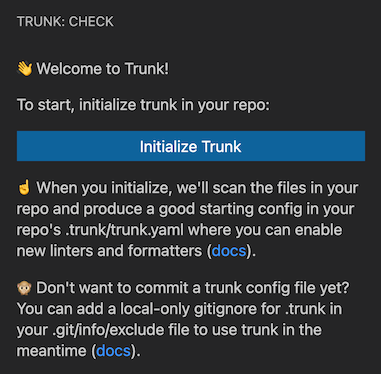 TRUNK: CHECK
👋 Welcome to Trunk!
To start, initialize trunk in your repo:
Initialize Trunk
☝️ When you initialize, we'll scan the files in your
repo and produce a good starting config in your
repo's .trunk/trunk.yaml where you can enable
new linters and formatters (docs).
🙊 Don't want to commit a trunk config file yet?
You can add a local-only gitignore for .trunk in
your .git/info/exclude file to use trunk in the
meantime (docs).